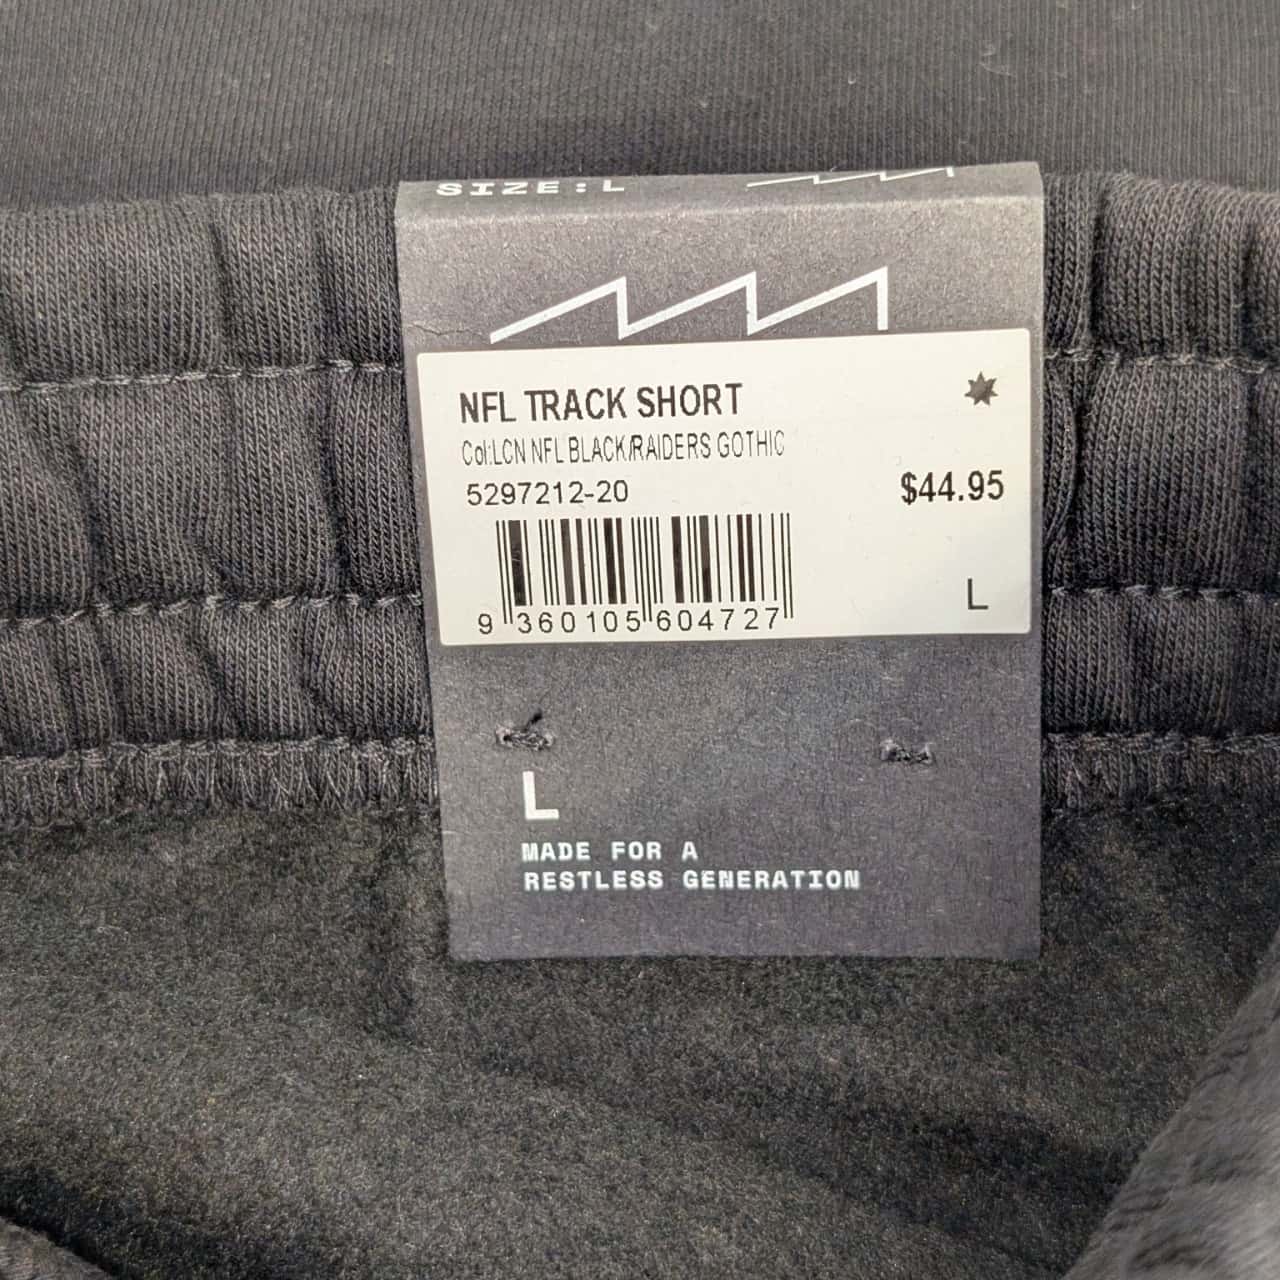 SIZE:L
NFL TRACK SHORT
Col:LCN NFL BLACK/RAIDERS GOTHIC
5297212-20
$44.95
L
9 360105 604727
L
MADE FOR A
RESTLESS GENERATION